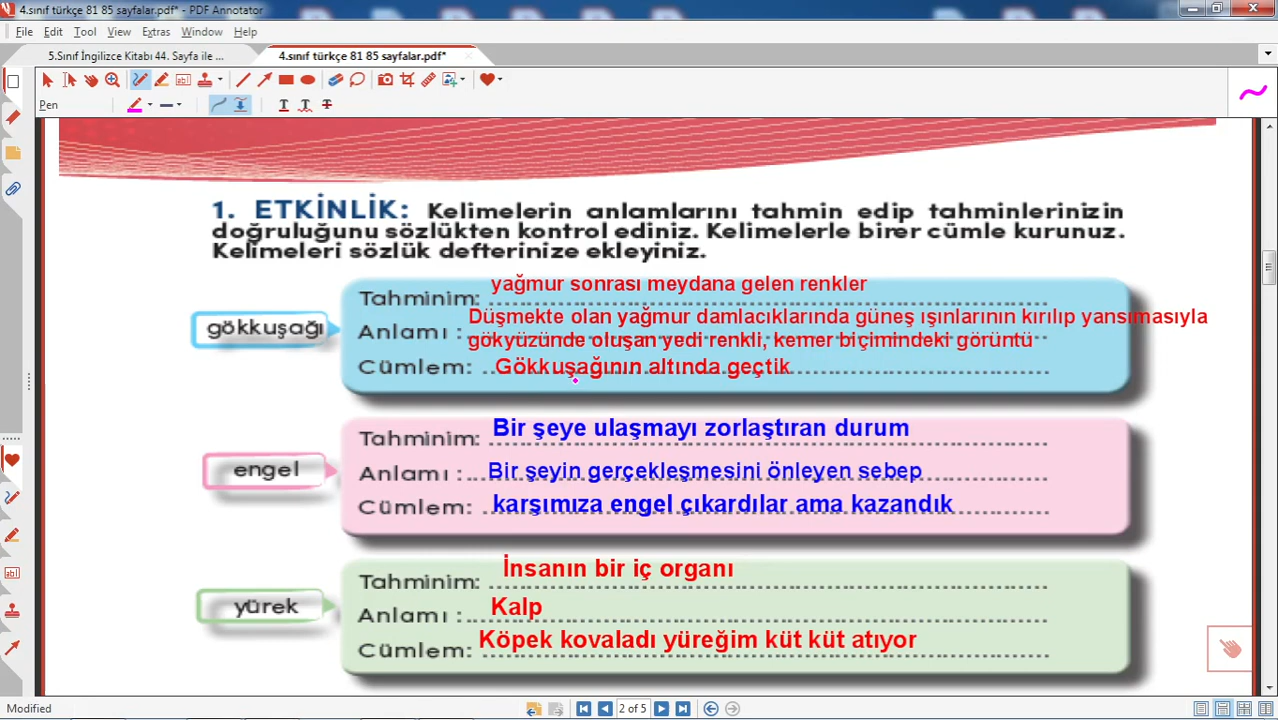 4.sınıf türkçe 81 85 sayfalar.pdf* - PDF Annotator
File Edit Tool View Extras Window Help
5.Sınıf İngilizce Kitabı 44. Sayfa ile ...
4.sınıf türkçe 81 85 sayfalar.pdf*
Pen
1. ETKİNLİK: Kelimelerin anlamlarını tahmin edip tahminlerinizin
doğruluğunu sözlükten kontrol ediniz. Kelimelerle birer cümle kurunuz.
Kelimeleri sözlük defterinize ekleyiniz.
gökkuşağı
Tahminim: yağmur sonrası meydana gelen renkler
Anlamı : Düşmekte olan yağmur damlacıklarında güneş ışınlarının kırılıp yansımasıyla
gökyüzünde oluşan yedi renkli, kemer biçimindeki görüntü
Cümlem: Gökkuşağının altında geçtik
engel
Tahminim: Bir şeye ulaşmayı zorlaştıran durum
Anlamı : Bir şeyin gerçekleşmesini önleyen sebep
Cümlem: karşımıza engel çıkardılar ama kazandık
yürek
Tahminim: İnsanın bir iç organı
Anlamı : Kalp
Cümlem: Köpek kovaladı yüreğim küt küt atıyor
Modified
2 of 5